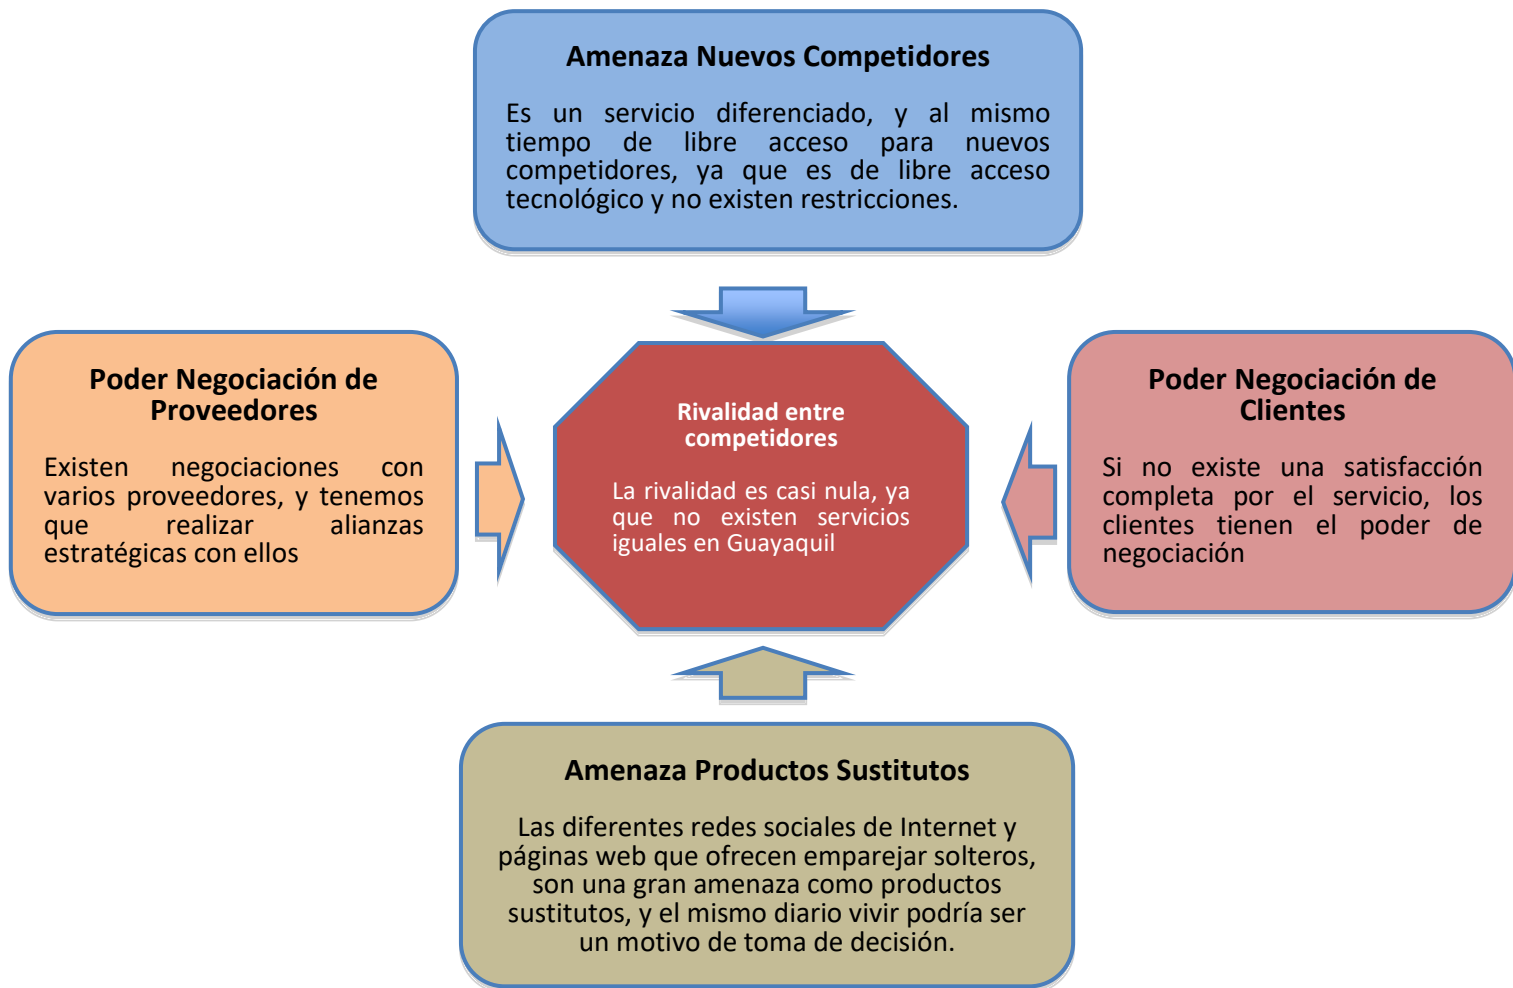 Amenaza Nuevos Competidores
Es un servicio diferenciado, y al mismo
tiempo de libre acceso para nuevos
competidores, ya que es de libre acceso
tecnológico y no existen restricciones.
Poder Negociación de
Proveedores
Existen negociaciones con
varios proveedores, y tenemos
que realizar alianzas
estratégicas con ellos
Rivalidad entre
competidores
La rivalidad es casi nula, ya
que no existen servicios
iguales en Guayaquil
Poder Negociación de
Clientes
Si no existe una satisfacción
completa por el servicio, los
clientes tienen el poder de
negociación
Amenaza Productos Sustitutos
Las diferentes redes sociales de Internet y
páginas web que ofrecen emparejar solteros,
son una gran amenaza como productos
sustitutos, y el mismo diario vivir podría ser
un motivo de toma de decisión.